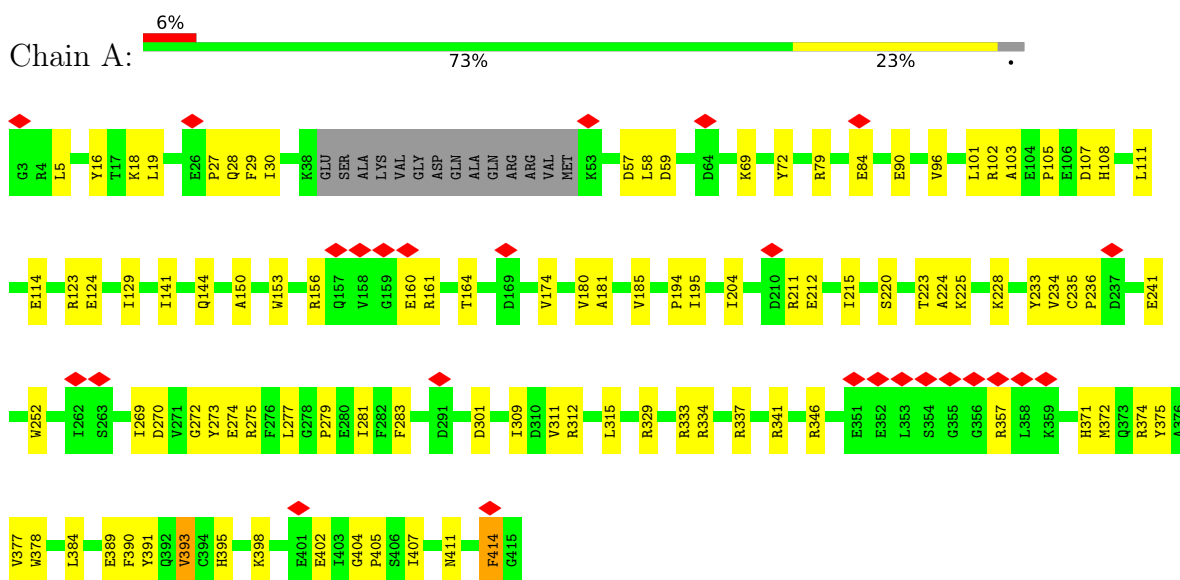 6%
Chain A:
73% 23% •
G3 R4 L5 Y16 T17 K18 L19 E26 P27 Q28 F29 I30 K38 GLU SER ALA LYS VAL GLY ASP GLN ALA GLN ARG ARG VAL MET K53 D57 L58 D59 D64 K69 Y72 R79 E84 E90 V96 L101 R102 A103 E104 P105 E106 D107 H108 L111
E114 R123 E124 I129 I141 Q144 A150 W153 R156 Q157 V158 G159 E160 R161 T164 D169 V174 V180 A181 V185 P194 I195 I204 D210 R211 E212 I215 S220 T223 A224 K225 K228 Y233 V234 C235 P236 D237 E241
W252 I262 S263 I269 D270 V271 G272 Y273 E274 R275 F276 L277 G278 P279 E280 I281 F282 F283 D291 D301 I309 D310 V311 R312 L315 R329 R333 R334 R337 R341 R346 E351 E352 L353 S354 G355 G356 R357 L358 K359 H371 M372 Q373 R374 Y375 A376
V377 W378 L384 E389 F390 Y391 Q392 V393 C394 H395 K398 E401 E402 I403 G404 P405 S406 I407 N411 F414 G415